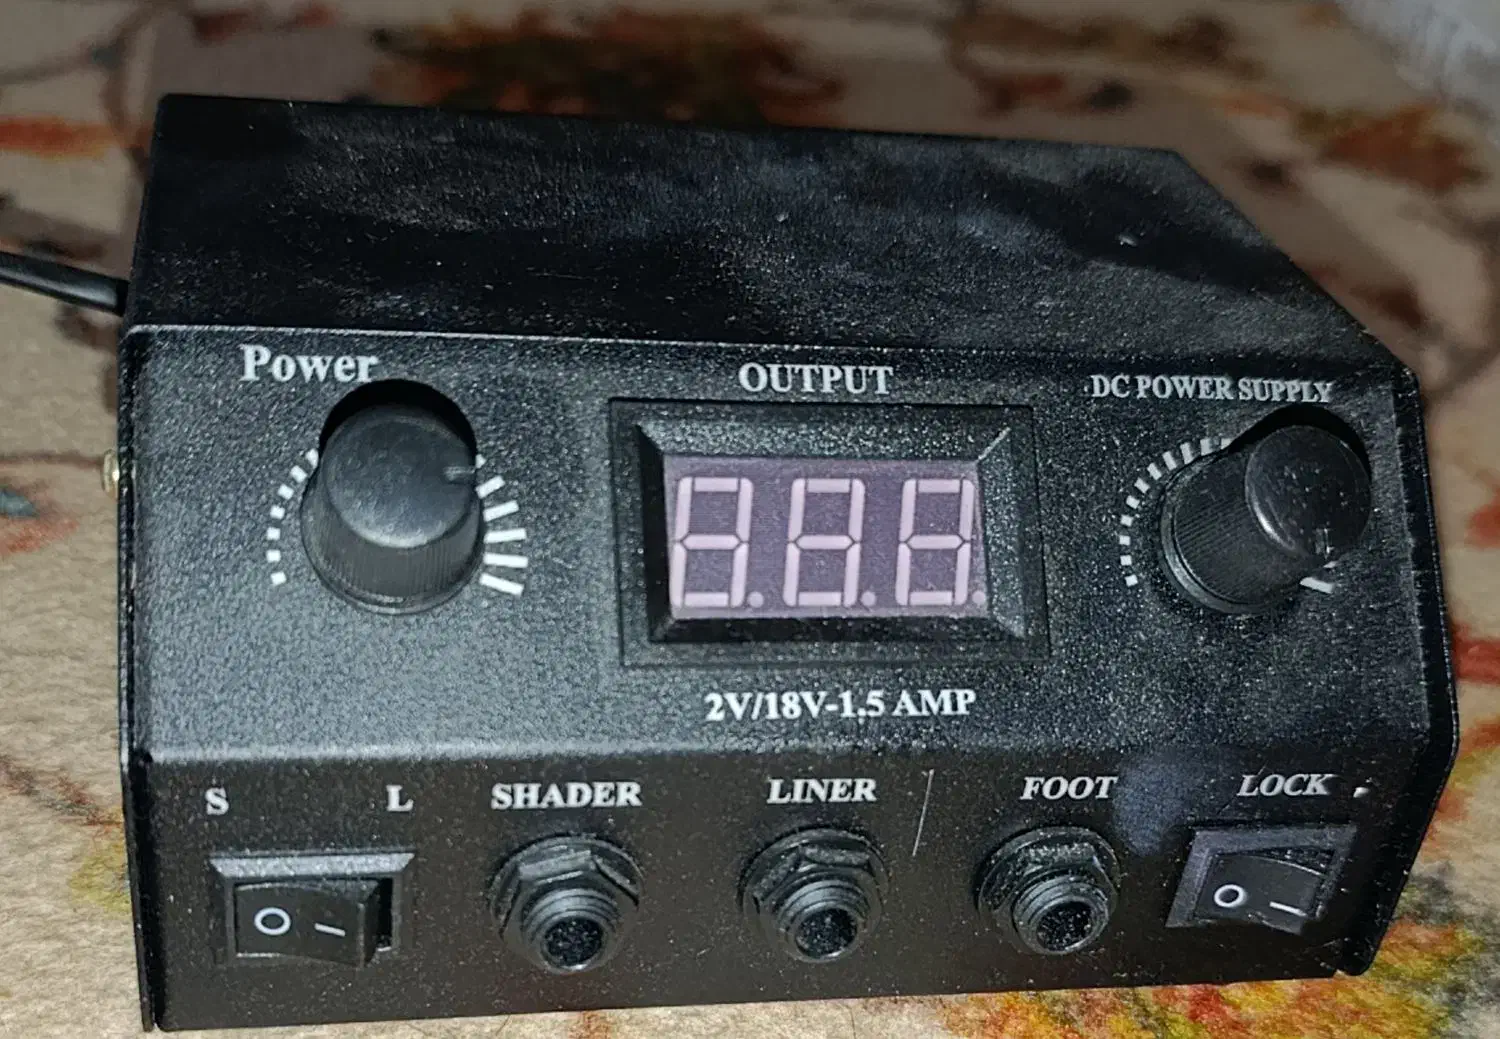 Power
OUTPUT
DC POWER SUPPLY
2V/18V-1.5 AMP
S L SHADER LINER FOOT LOCK